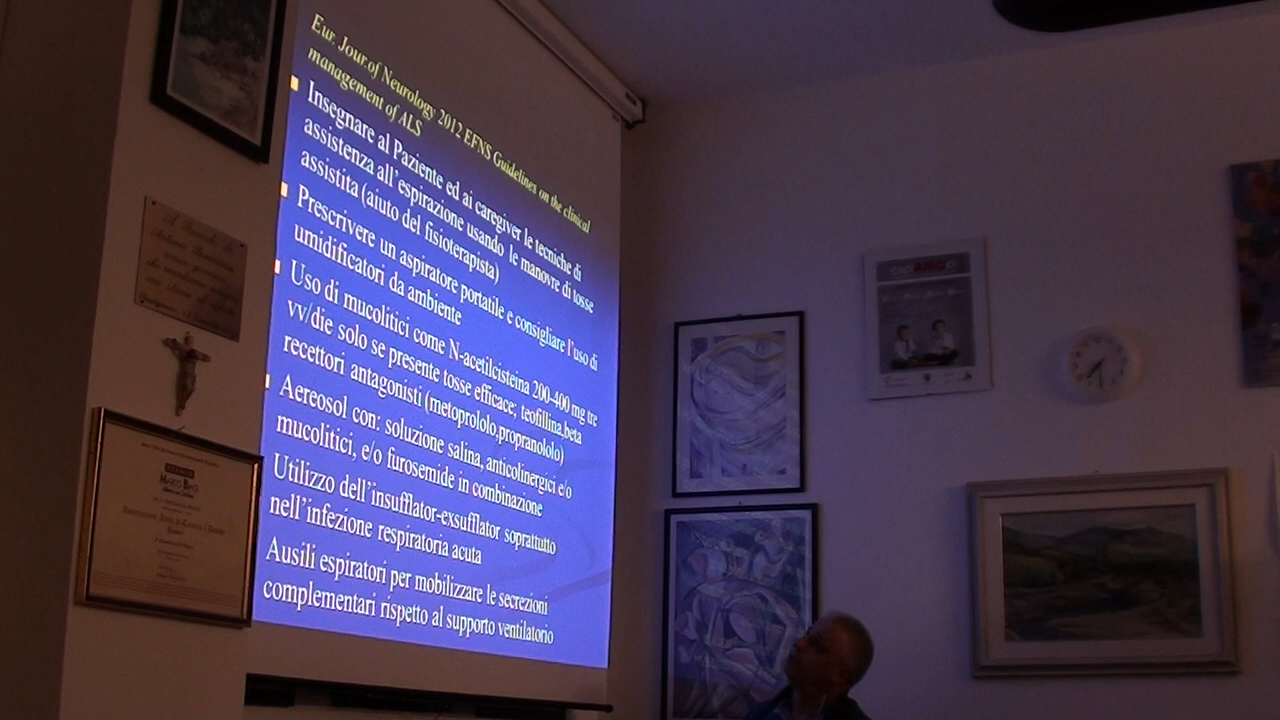 Eur. Jour.of Neurology 2012 EFNS Guidelines on the clinical
management of ALS
Insegnare al Paziente ed ai caregiver le tecniche di
assistenza all'espirazione usando le manovre di tosse
assistita (aiuto del fisioterapista)
Prescrivere un aspiratore portatile e consigliare l'uso di
umidificatori da ambiente
Uso di mucolitici come N-acetilcisteina 200-400 mg tre
vv/die solo se presente tosse efficace; teofillina,beta
recettori antagonisti (metoprololo,propranololo)
Aereosol con: soluzione salina, anticolinergici e/o
mucolitici, e/o furosemide in combinazione
Utilizzo dell'insufflator-exsufflator soprattutto
nell'infezione respiratoria acuta
Ausili espiratori per mobilizzare le secrezioni
complementari rispetto al supporto ventilatorio
PREMIO